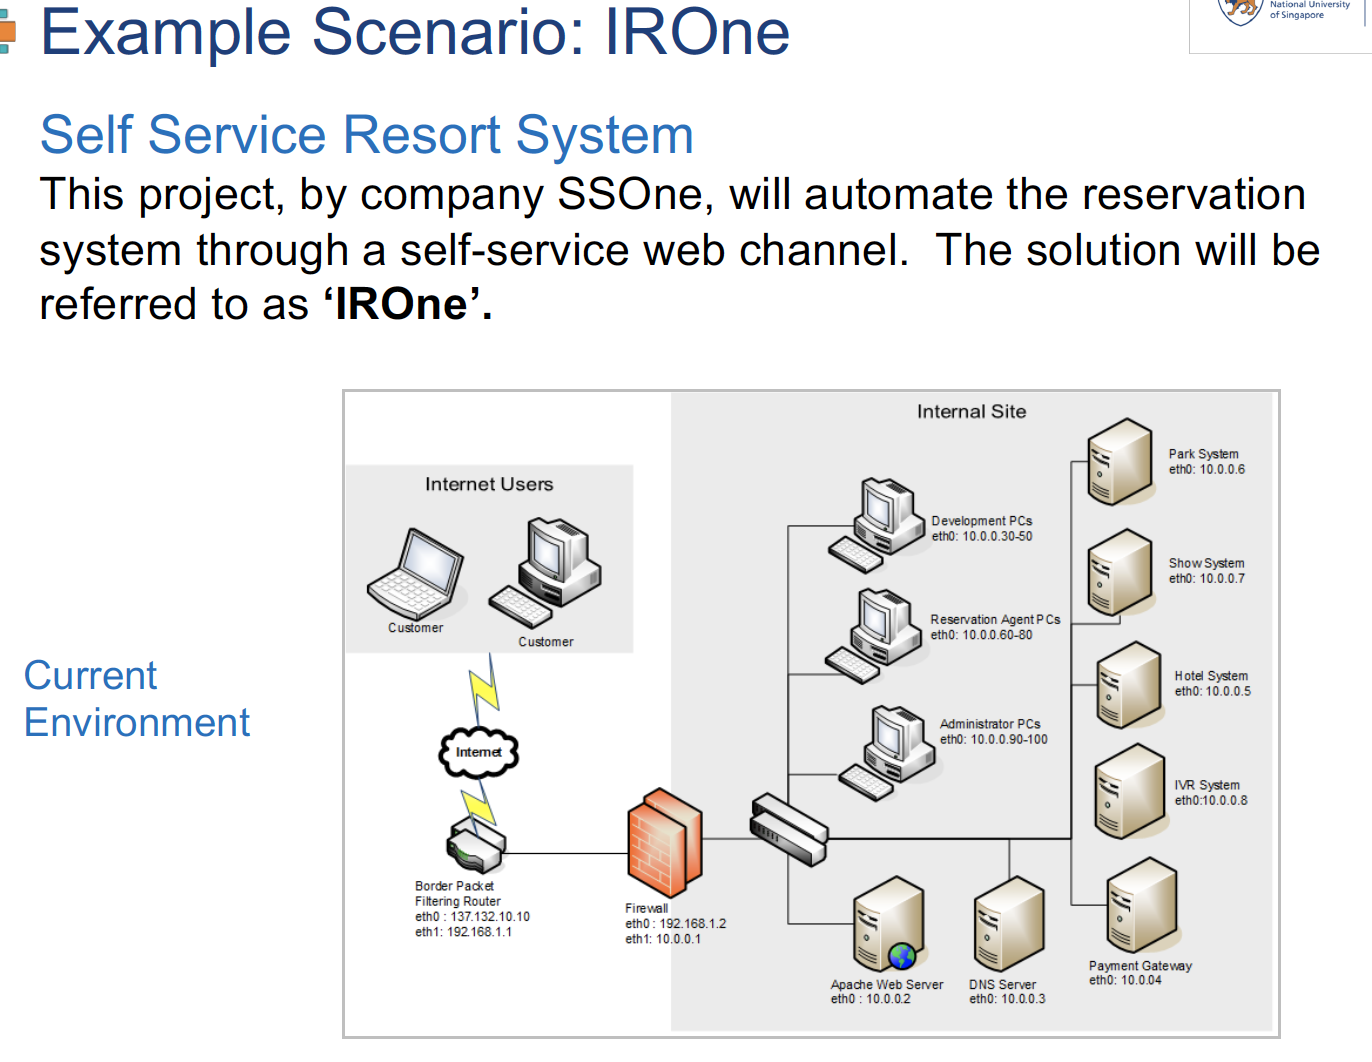 Example Scenario: IROne
National University
of Singapore
Self Service Resort System
This project, by company SSOne, will automate the reservation
system through a self-service web channel.  The solution will be
referred to as ‘IROne’.
Current
Environment
Internal Site
Internet Users
Customer
Customer
Internet
Border Packet
Filtering Router
eth0 : 137.132.10.10
eth1: 192.168.1.1
Firewall
eth0 : 192.168.1.2
eth1: 10.0.0.1
Development PCs
eth0: 10.0.0.30-50
Reservation Agent PCs
eth0: 10.0.0.60-80
Administrator PCs
eth0: 10.0.0.90-100
Apache Web Server
eth0 : 10.0.0.2
DNS Server
eth0: 10.0.0.3
Park System
eth0: 10.0.0.6
Show System
eth0: 10.0.0.7
Hotel System
eth0: 10.0.0.5
IVR System
eth0:10.0.0.8
Payment Gateway
eth0: 10.0.04